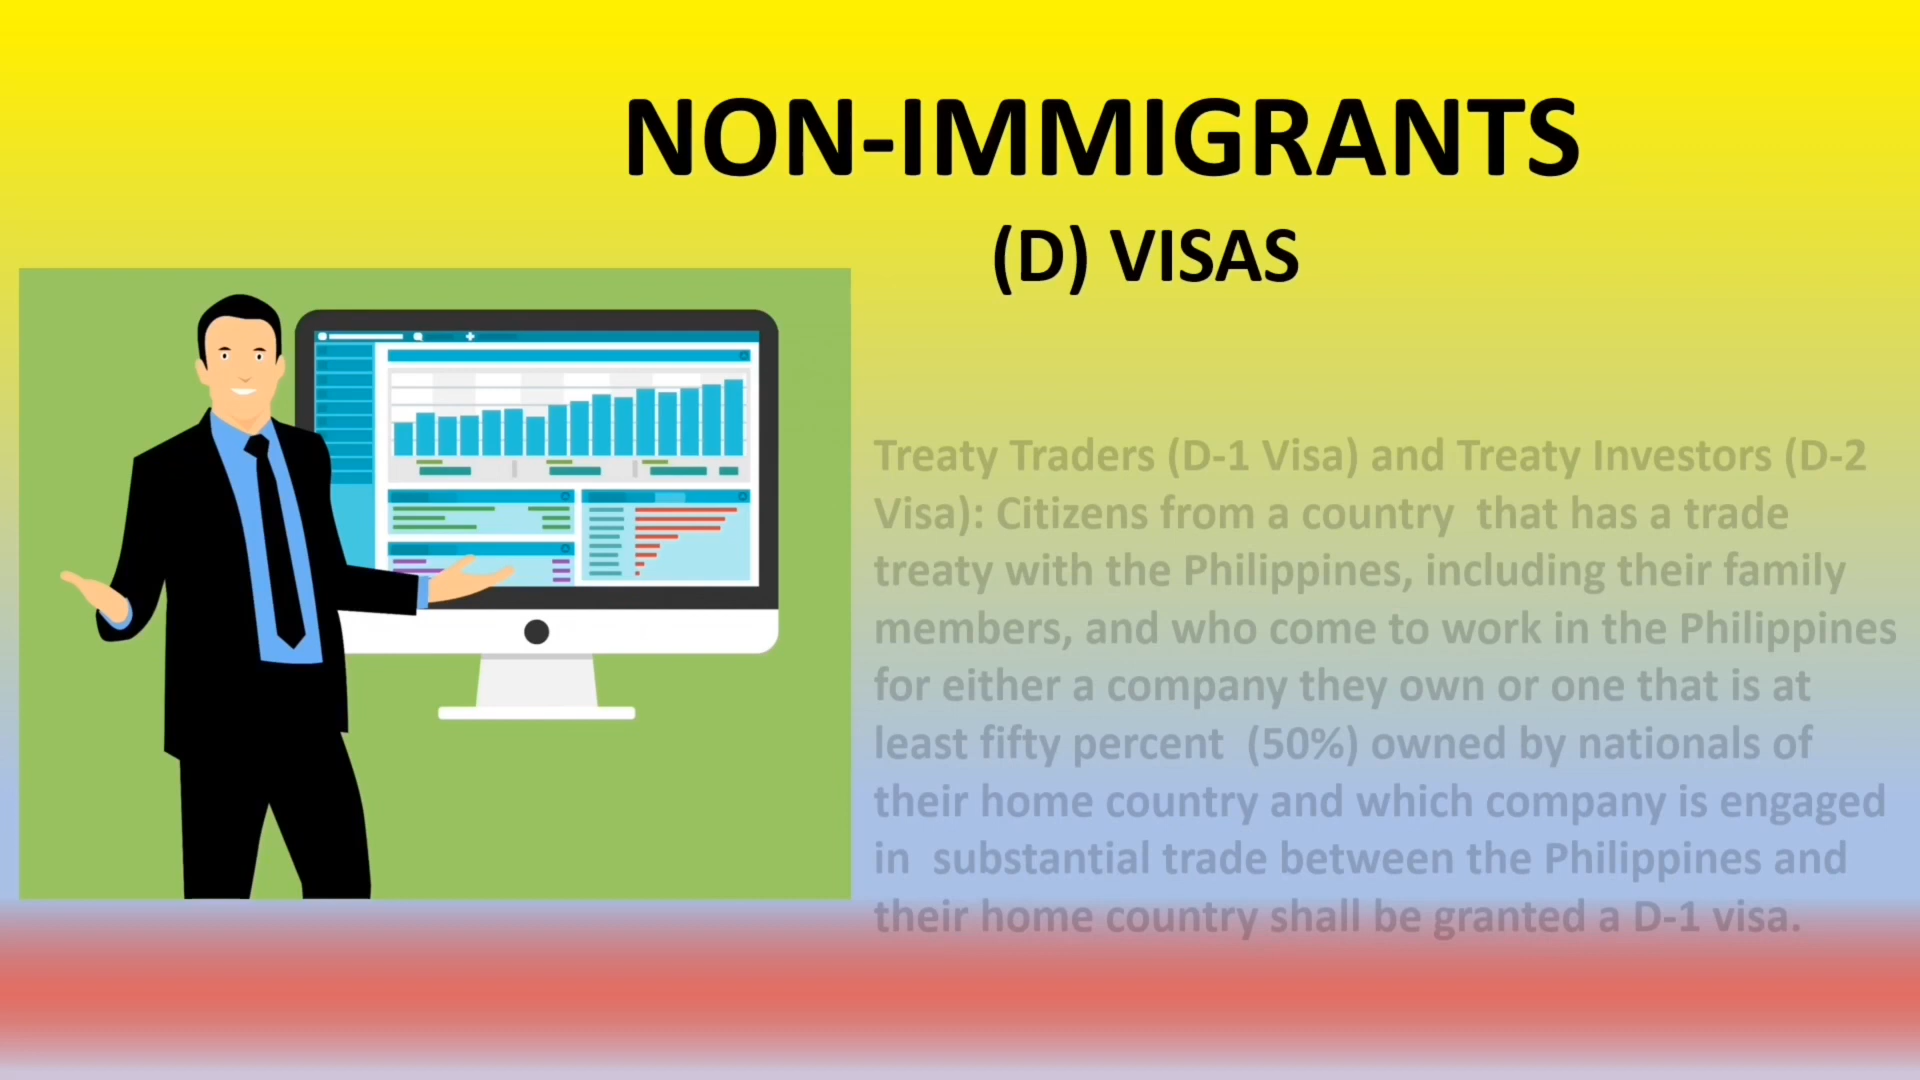 NON-IMMIGRANTS
(D) VISAS
Treaty Traders (D-1 Visa) and Treaty Investors (D-2
Visa): Citizens from a country that has a trade
treaty with the Philippines, including their family
members, and who come to work in the Philippines
for either a company they own or one that is at
least fifty percent (50%) owned by nationals of
their home country and which company is engaged
in substantial trade between the Philippines and
their home country shall be granted a D-1 visa.